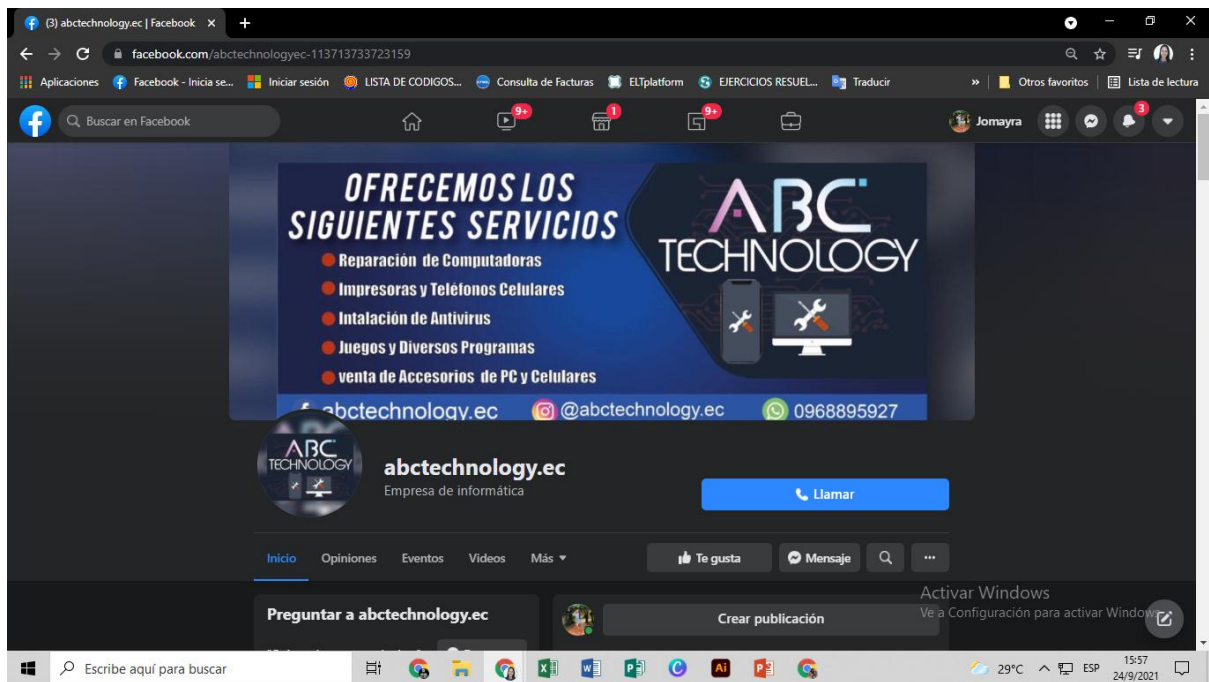 (3) abctechnology.ec | Facebook
facebook.com/abctechnologyec-113713733723159
Aplicaciones
Facebook - Inicia se...
Iniciar sesión
LISTA DE CODIGOS...
Consulta de Facturas
ELTplatform
EJERCICIOS RESUEL...
Traducir
»
Otros favoritos
Lista de lectura
Buscar en Facebook
9+
1
9+
Jomayra
3
OFRECEMOS LOS
SIGUIENTES SERVICIOS
Reparación de Computadoras
Impresoras y Teléfonos Celulares
Intalación de Antivirus
Juegos y Diversos Programas
venta de Accesorios de PC y Celulares
ABC
TECHNOLOGY
abctechnology.ec
@abctechnology.ec
0968895927
ABC
TECHNOLOGY
abctechnology.ec
Empresa de informática
Llamar
Inicio
Opiniones
Eventos
Videos
Más
Te gusta
Mensaje
Preguntar a abctechnology.ec
Crear publicación
Activar Windows
Ve a Configuración para activar Windows.
Escribe aquí para buscar
Ai
29°C
ESP
15:57
24/9/2021